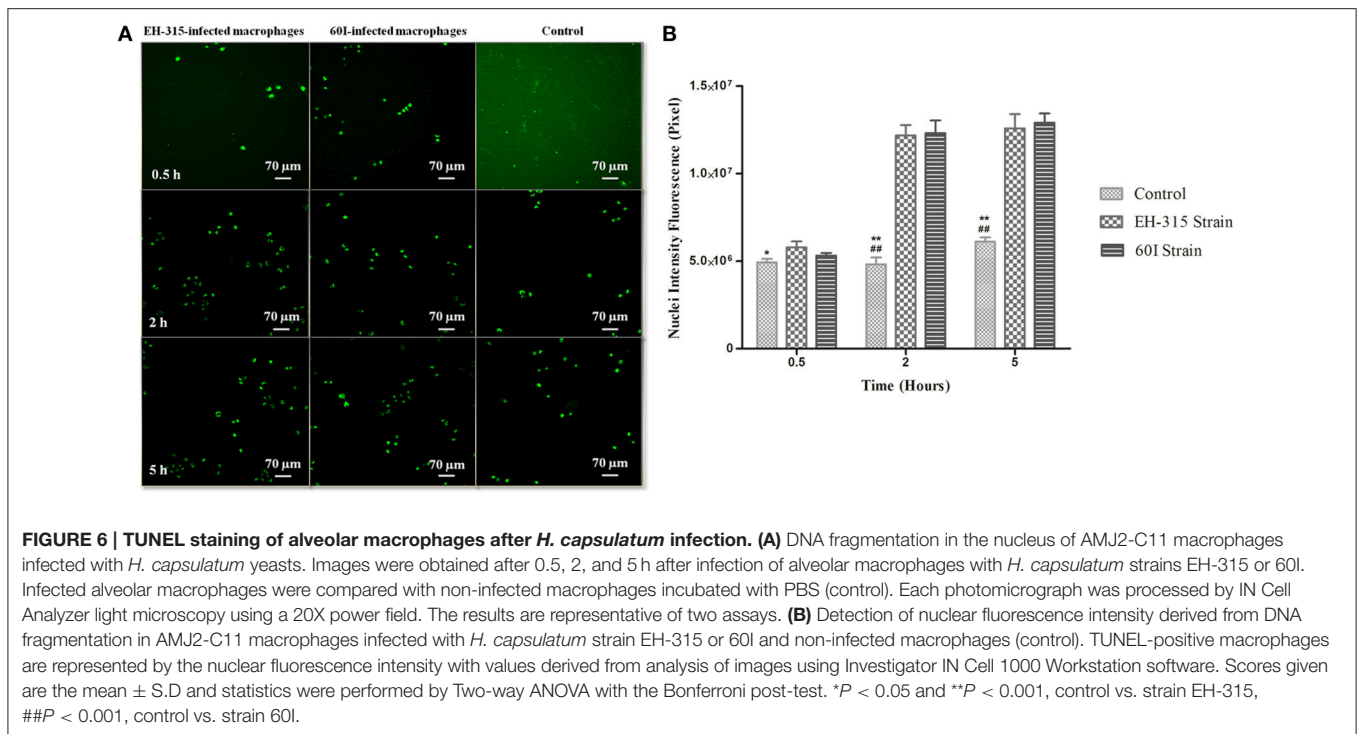 A
EH-315-infected macrophages 60I-infected macrophages Control
70 µm 70 µm 70 µm
0.5 h
70 µm 70 µm 70 µm
2 h
70 µm 70 µm 70 µm
5 h
B
Nuclei Intensity Fluorescence (Pixel)
1.5×10⁷
1.0×10⁷
5.0×10⁶
0
*
**
##
**
##
0.5 2 5
Time (Hours)
Control
EH-315 Strain
60I Strain
FIGURE 6 | TUNEL staining of alveolar macrophages after H. capsulatum infection. (A) DNA fragmentation in the nucleus of AMJ2-C11 macrophages
infected with H. capsulatum yeasts. Images were obtained after 0.5, 2, and 5 h after infection of alveolar macrophages with H. capsulatum strains EH-315 or 60I.
Infected alveolar macrophages were compared with non-infected macrophages incubated with PBS (control). Each photomicrograph was processed by IN Cell
Analyzer light microscopy using a 20X power field. The results are representative of two assays. (B) Detection of nuclear fluorescence intensity derived from DNA
fragmentation in AMJ2-C11 macrophages infected with H. capsulatum strain EH-315 or 60I and non-infected macrophages (control). TUNEL-positive macrophages
are represented by the nuclear fluorescence intensity with values derived from analysis of images using Investigator IN Cell 1000 Workstation software. Scores given
are the mean ± S.D and statistics were performed by Two-way ANOVA with the Bonferroni post-test. *P < 0.05 and **P < 0.001, control vs. strain EH-315,
##P < 0.001, control vs. strain 60I.